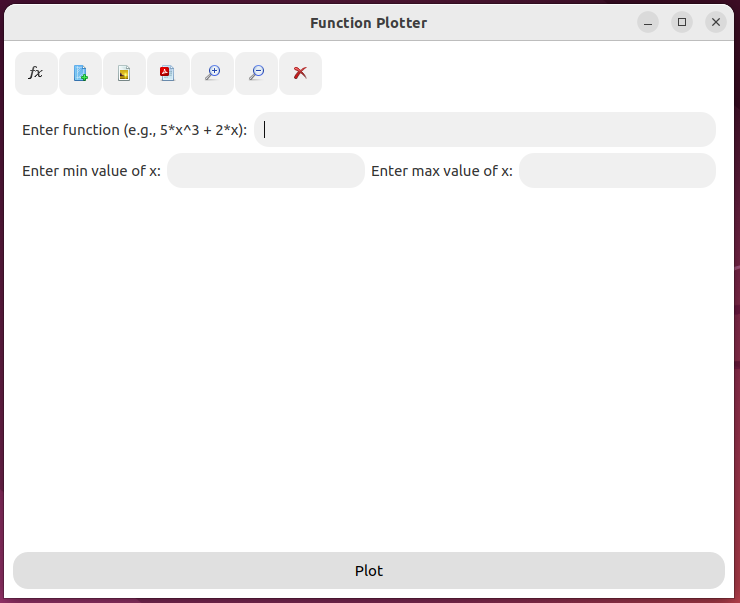 Function Plotter
fx
Enter function (e.g., 5*x^3 + 2*x):
Enter min value of x: Enter max value of x:
Plot